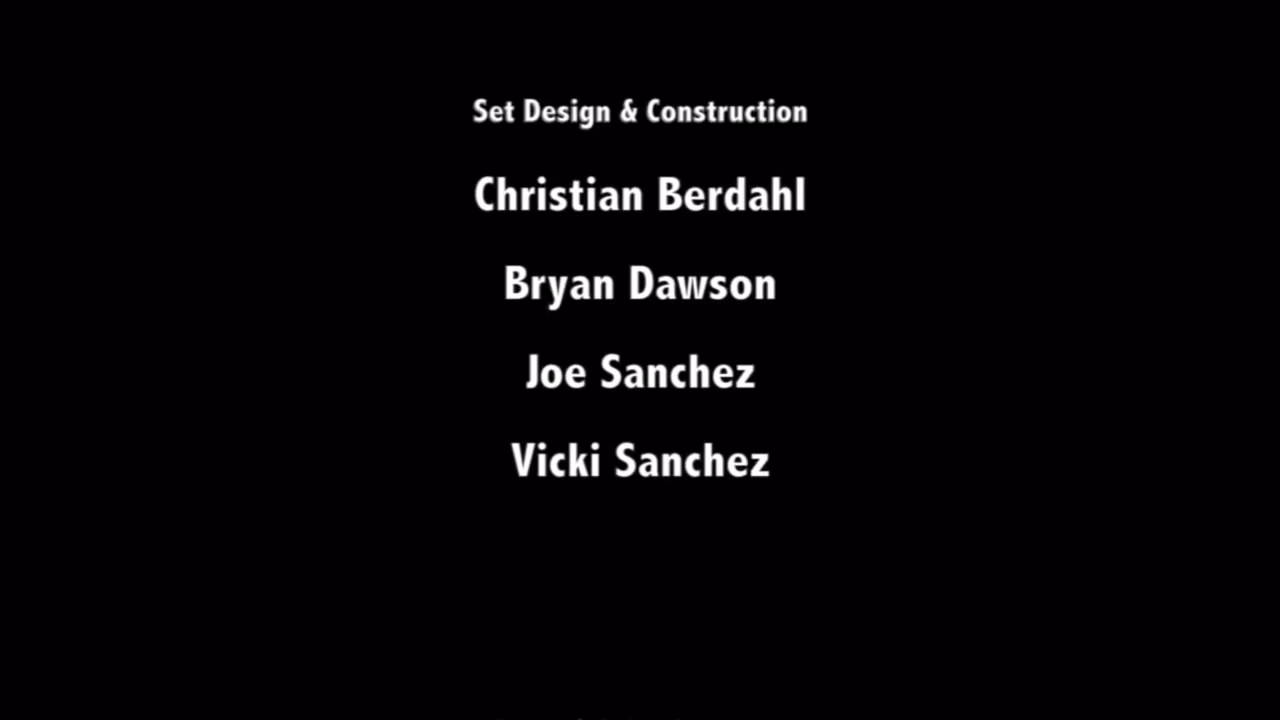 Set Design & Construction
Christian Berdahl
Bryan Dawson
Joe Sanchez
Vicki Sanchez